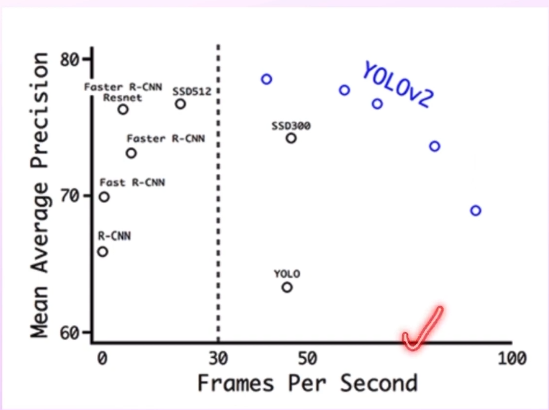 80
Faster R-CNN
Resnet
SSD512
YOLOv2
SSD300
Faster R-CNN
Mean Average Precision
70
Fast R-CNN
R-CNN
YOLO
60
0
30
50
100
Frames Per Second